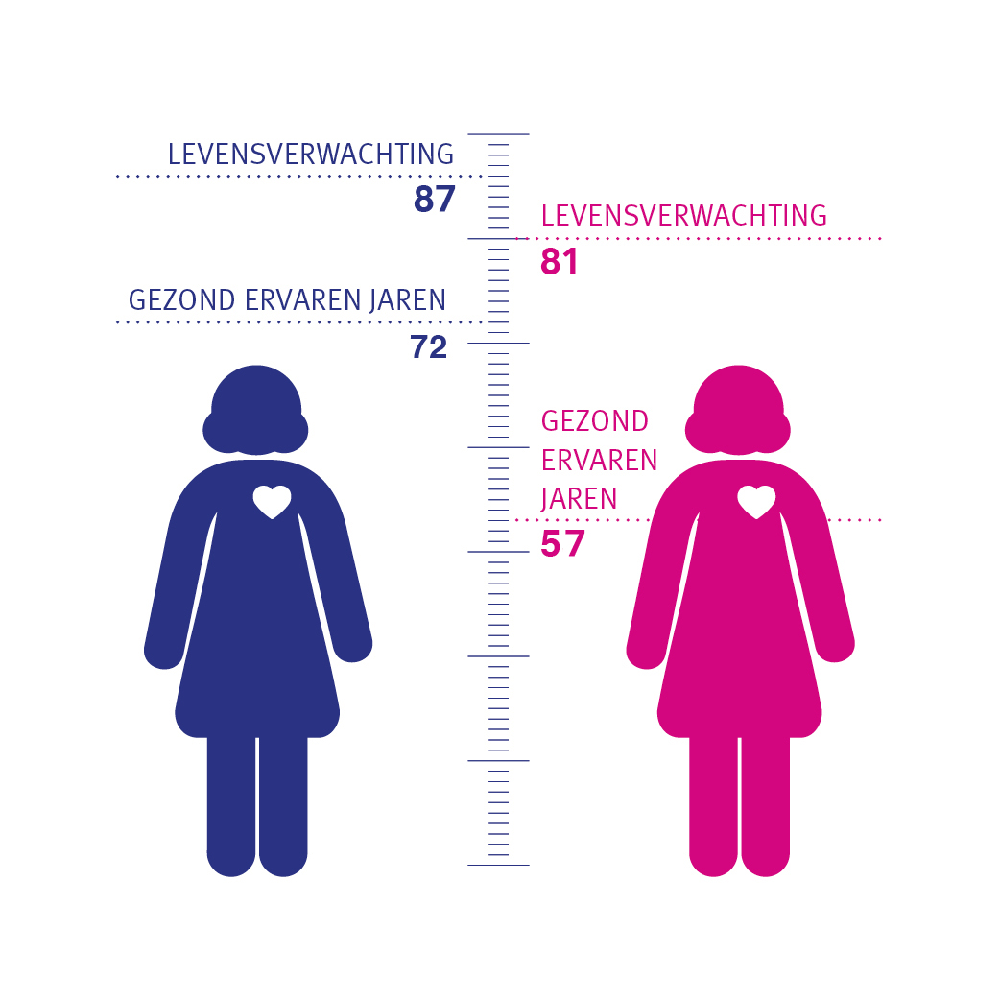 LEVENSVERWACHTING
87
LEVENSVERWACHTING
81
GEZOND ERVAREN JAREN
72
GEZOND
ERVAREN
JAREN
57